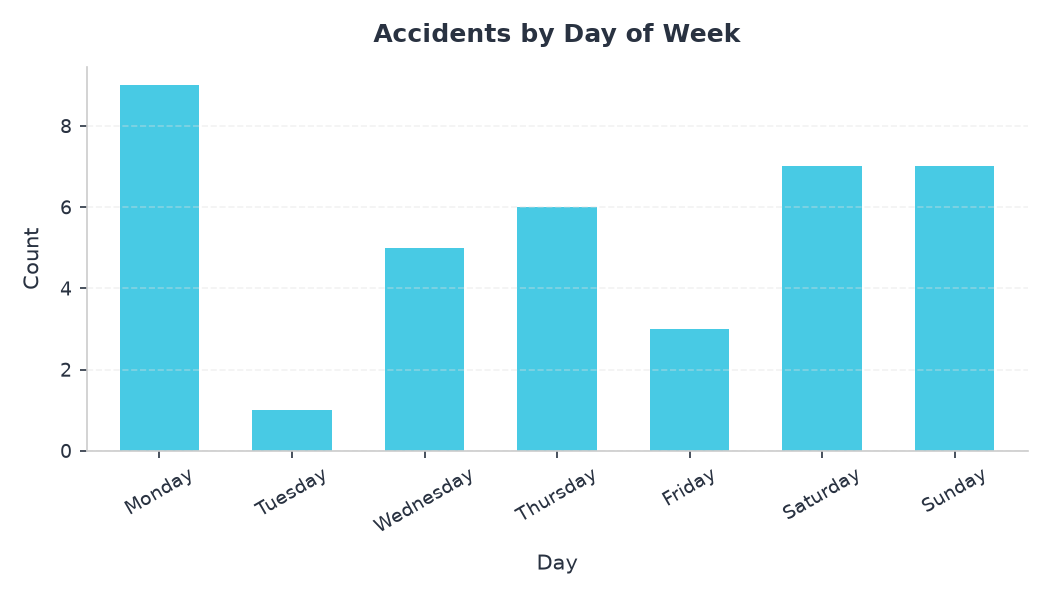 Accidents by Day of Week
Count
8
6
4
2
0
Monday
Tuesday
Wednesday
Thursday
Friday
Saturday
Sunday
Day